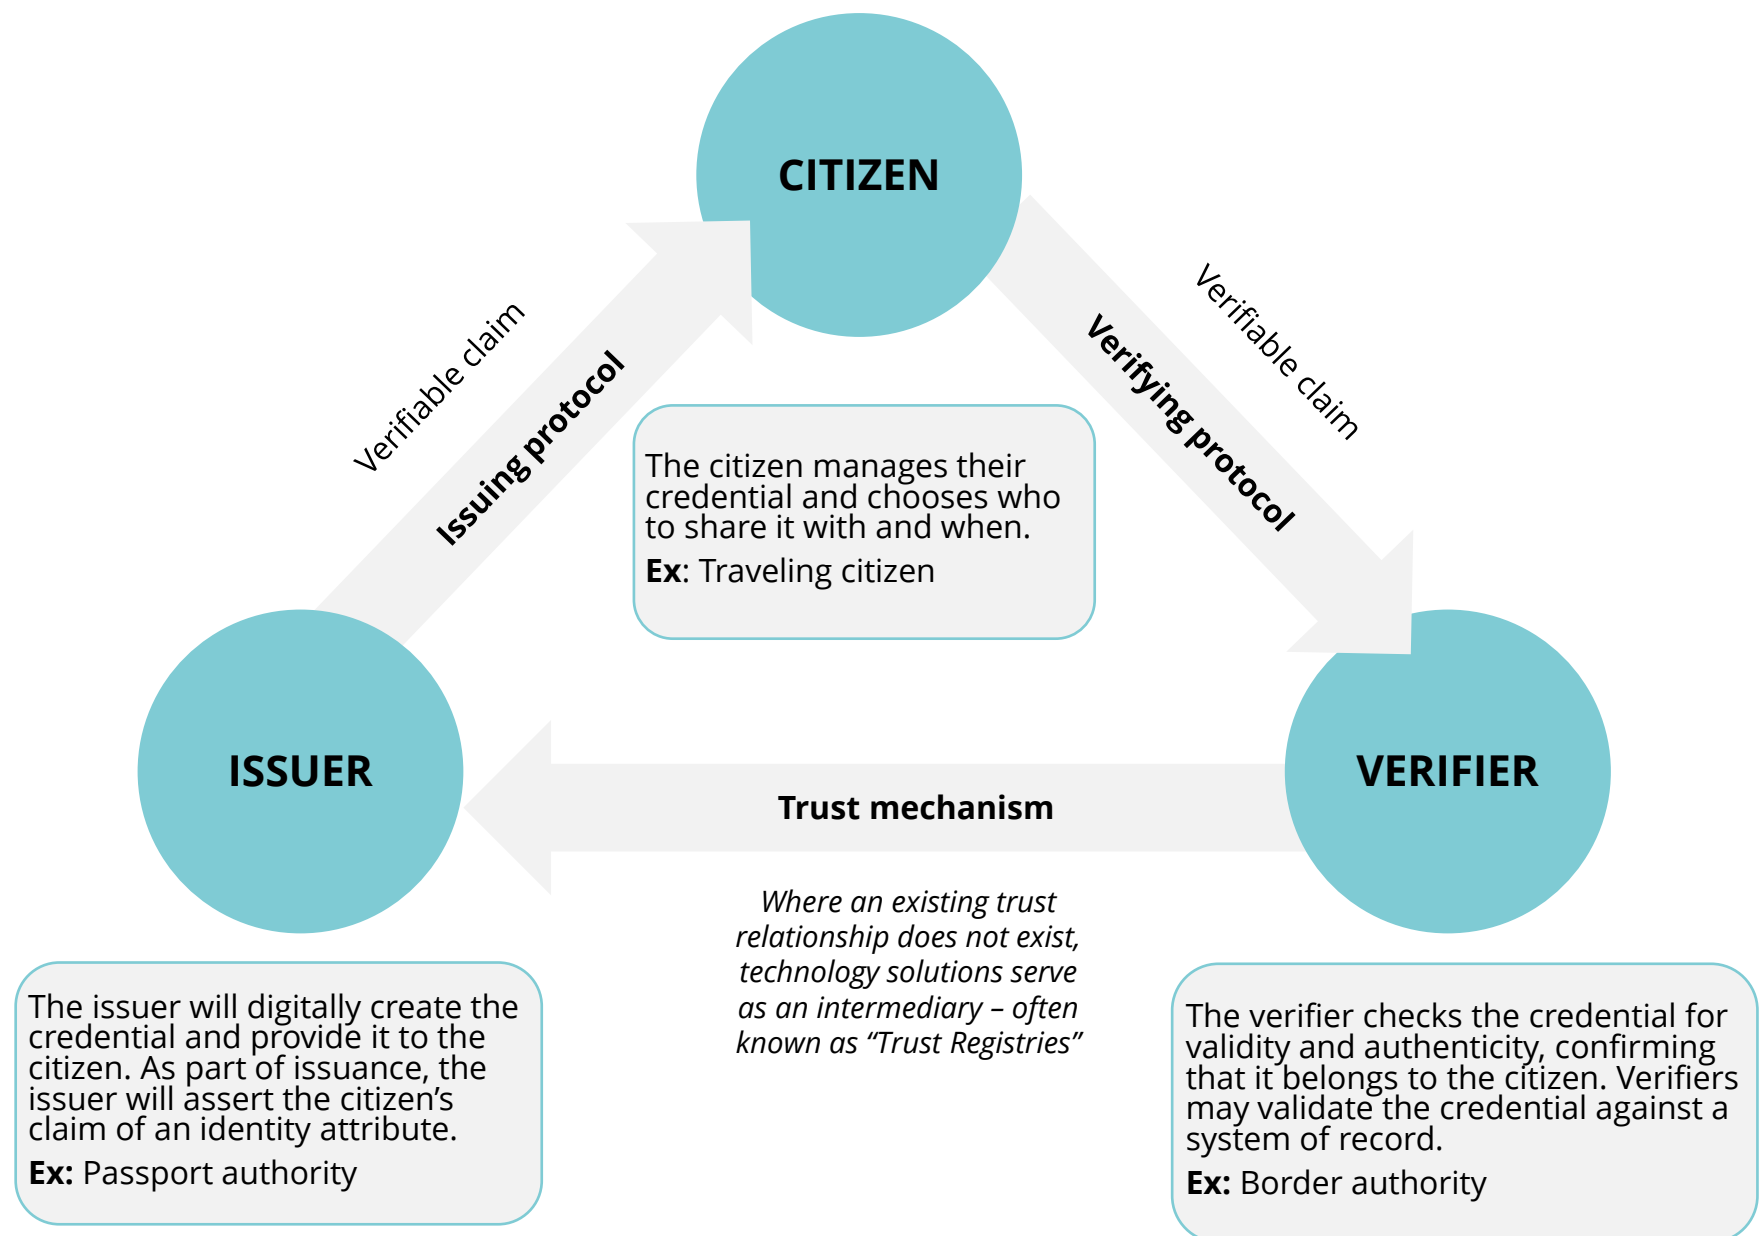 CITIZEN
Verifiable claim
Issuing protocol
Verifiable claim
Verifying protocol
The citizen manages their
credential and chooses who
to share it with and when.
Ex: Traveling citizen
ISSUER
Trust mechanism
VERIFIER
Where an existing trust
relationship does not exist,
technology solutions serve
as an intermediary – often
known as “Trust Registries”
The issuer will digitally create the
credential and provide it to the
citizen. As part of issuance, the
issuer will assert the citizen’s
claim of an identity attribute.
Ex: Passport authority
The verifier checks the credential for
validity and authenticity, confirming
that it belongs to the citizen. Verifiers
may validate the credential against a
system of record.
Ex: Border authority